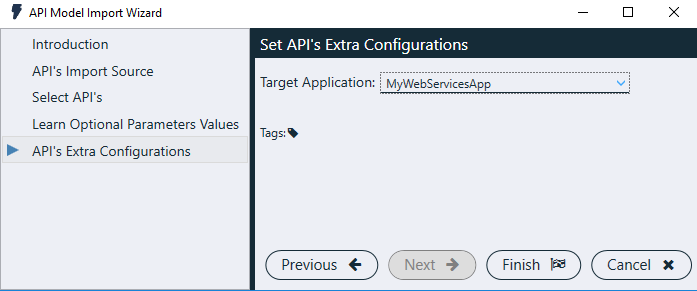 API Model Import Wizard
Introduction
API's Import Source
Select API's
Learn Optional Parameters Values
API's Extra Configurations
Set API's Extra Configurations
Target Application: MyWebServicesApp
Tags:
Previous Next Finish Cancel